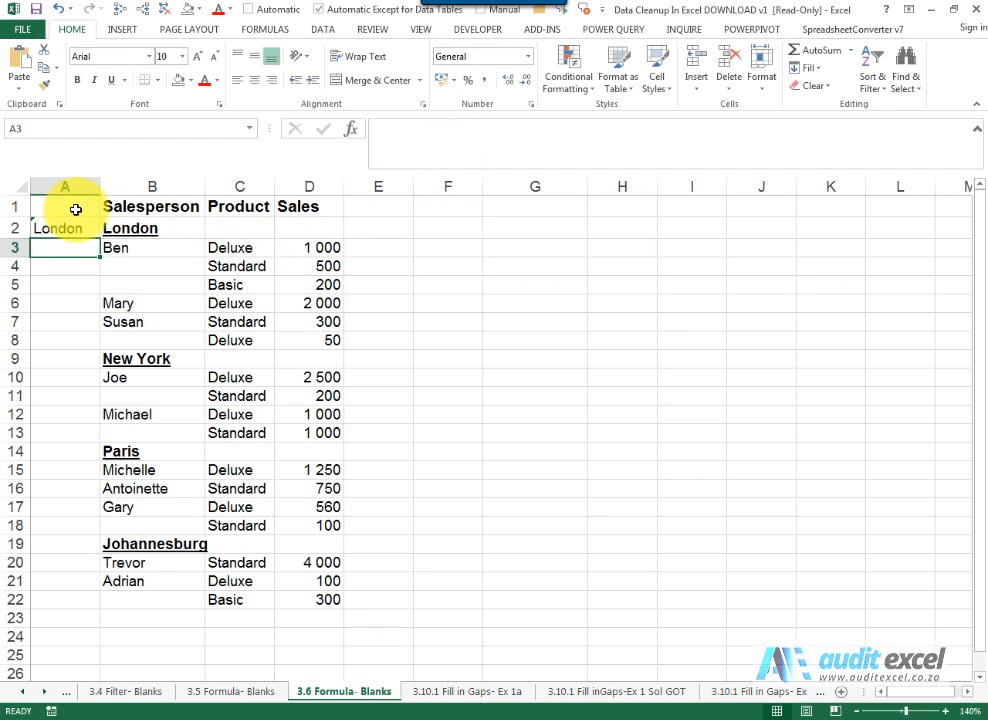 Automatic Automatic Except for Data Tables Manual Data Cleanup In Excel DOWNLOAD v1 [Read-Only] - Excel
FILE HOME INSERT PAGE LAYOUT FORMULAS DATA REVIEW VIEW DEVELOPER ADD-INS POWER QUERY INQUIRE POWERPIVOT SpreadsheetConverter v7 Sign in
Arial 10 Wrap Text General AutoSum
Fill
Paste B I U Merge & Center Conditional Formatting Format as Table Cell Styles Insert Delete Format Clear Sort & Filter Find & Select
Clipboard Font Alignment Number Styles Cells Editing
A3 fx
A B C D E F G H I J K L M
1 Salesperson Product Sales
2 London London
3 Ben Deluxe 1 000
4 Standard 500
5 Basic 200
6 Mary Deluxe 2 000
7 Susan Standard 300
8 Deluxe 50
9 New York
10 Joe Deluxe 2 500
11 Standard 200
12 Michael Deluxe 1 000
13 Standard 1 000
14 Paris
15 Michelle Deluxe 1 250
16 Antoinette Standard 750
17 Gary Deluxe 560
18 Standard 100
19 Johannesburg
20 Trevor Standard 4 000
21 Adrian Deluxe 100
22 Basic 300
23
24
25
26
audit excel
www.auditexcel.co.za
... 3.4 Filter- Blanks 3.5 Formula- Blanks 3.6 Formula- Blanks 3.10.1 Fill in Gaps- Ex 1a 3.10.1 Fill inGaps- Ex 1 Sol GOT 3.10.1 Fill in Gaps- Ex ...
READY 140%